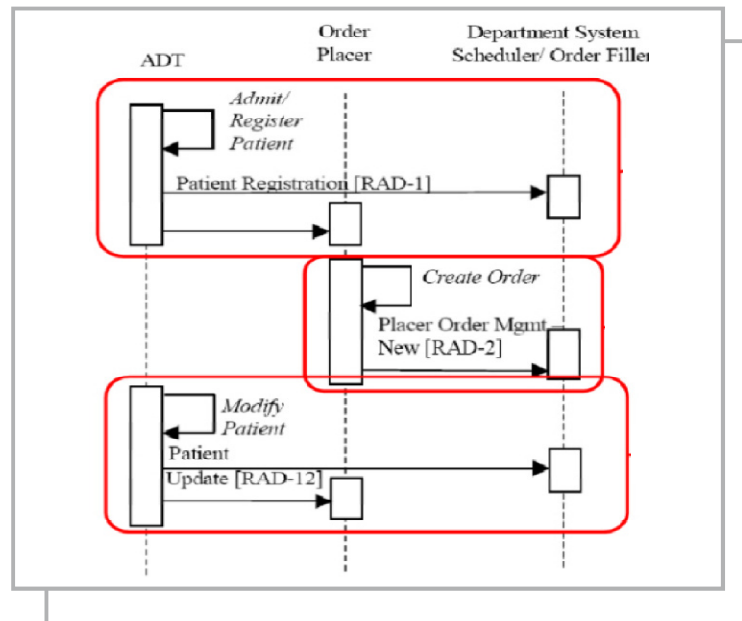 ADT
Order
Placer
Department System
Scheduler/ Order Filler
Admit/
Register
Patient
Patient Registration [RAD-1]
Create Order
Placer Order Mgmt –
New [RAD-2]
Modify
Patient
Patient
Update [RAD-12]